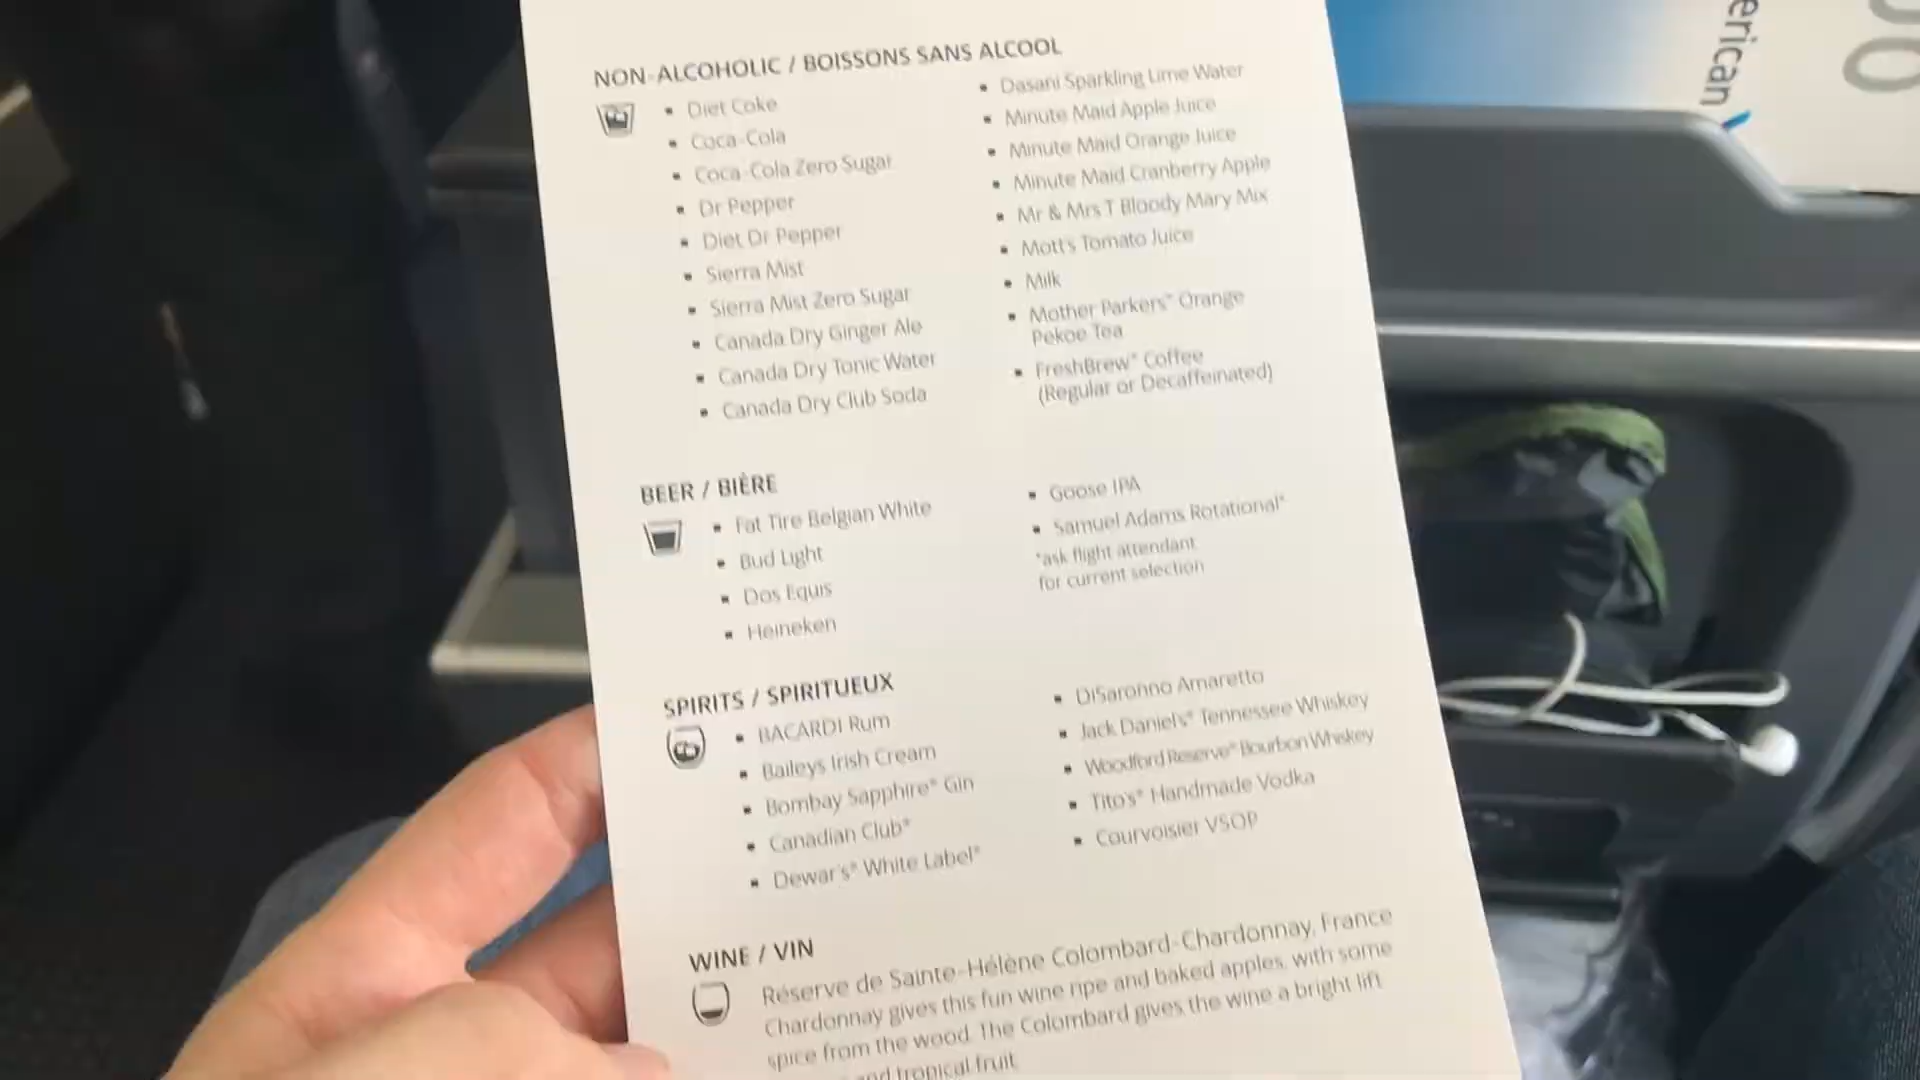 NON-ALCOHOLIC / BOISSONS SANS ALCOOL
Diet Coke
Coca-Cola
Coca-Cola Zero Sugar
Dr Pepper
Diet Dr Pepper
Sierra Mist
Sierra Mist Zero Sugar
Canada Dry Ginger Ale
Canada Dry Tonic Water
Canada Dry Club Soda
Dasani Sparkling Lime Water
Minute Maid Apple Juice
Minute Maid Orange Juice
Minute Maid Cranberry Apple
Mr & Mrs T Bloody Mary Mix
Mott's Tomato Juice
Milk
Mother Parkers® Orange
Pekoe Tea
FreshBrew® Coffee
(Regular or Decaffeinated)
BEER / BIÈRE
Fat Tire Belgian White
Bud Light
Dos Equis
Heineken
Goose IPA
Samuel Adams Rotational*
*ask flight attendant
for current selection
SPIRITS / SPIRITUEUX
BACARDI Rum
Baileys Irish Cream
Bombay Sapphire® Gin
Canadian Club®
Dewar's® White Label®
DiSaronno Amaretto
Jack Daniel's® Tennessee Whiskey
Woodford Reserve® Bourbon Whiskey
Tito's® Handmade Vodka
Courvoisier VSOP
WINE / VIN
Réserve de Sainte-Hélène Colombard-Chardonnay, France
Chardonnay gives this fun wine ripe and baked apples, with some
spice from the wood. The Colombard gives the wine a bright lift
and tropical fruit
erican